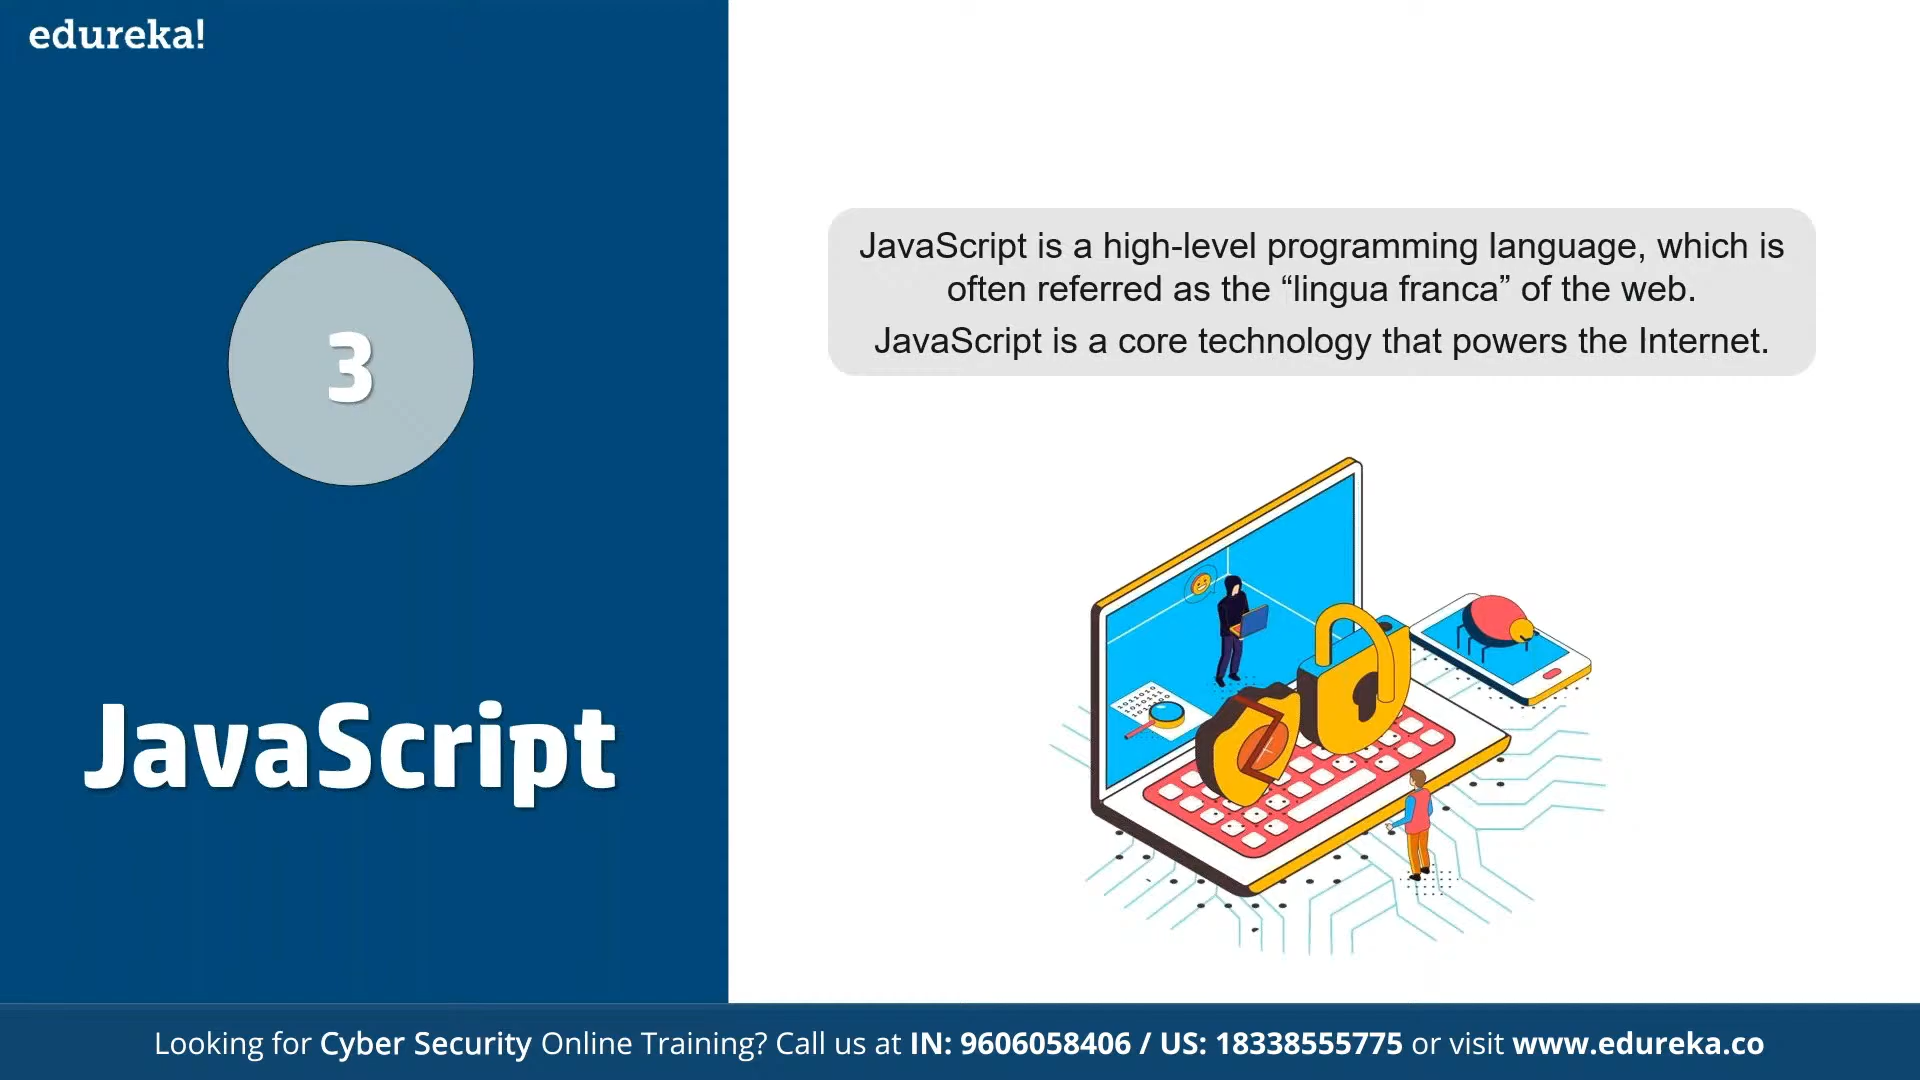 edureka!
3
JavaScript
JavaScript is a high-level programming language, which is
often referred as the “lingua franca” of the web.
JavaScript is a core technology that powers the Internet.
Looking for Cyber Security Online Training? Call us at IN: 9606058406 / US: 18338555775 or visit www.edureka.co